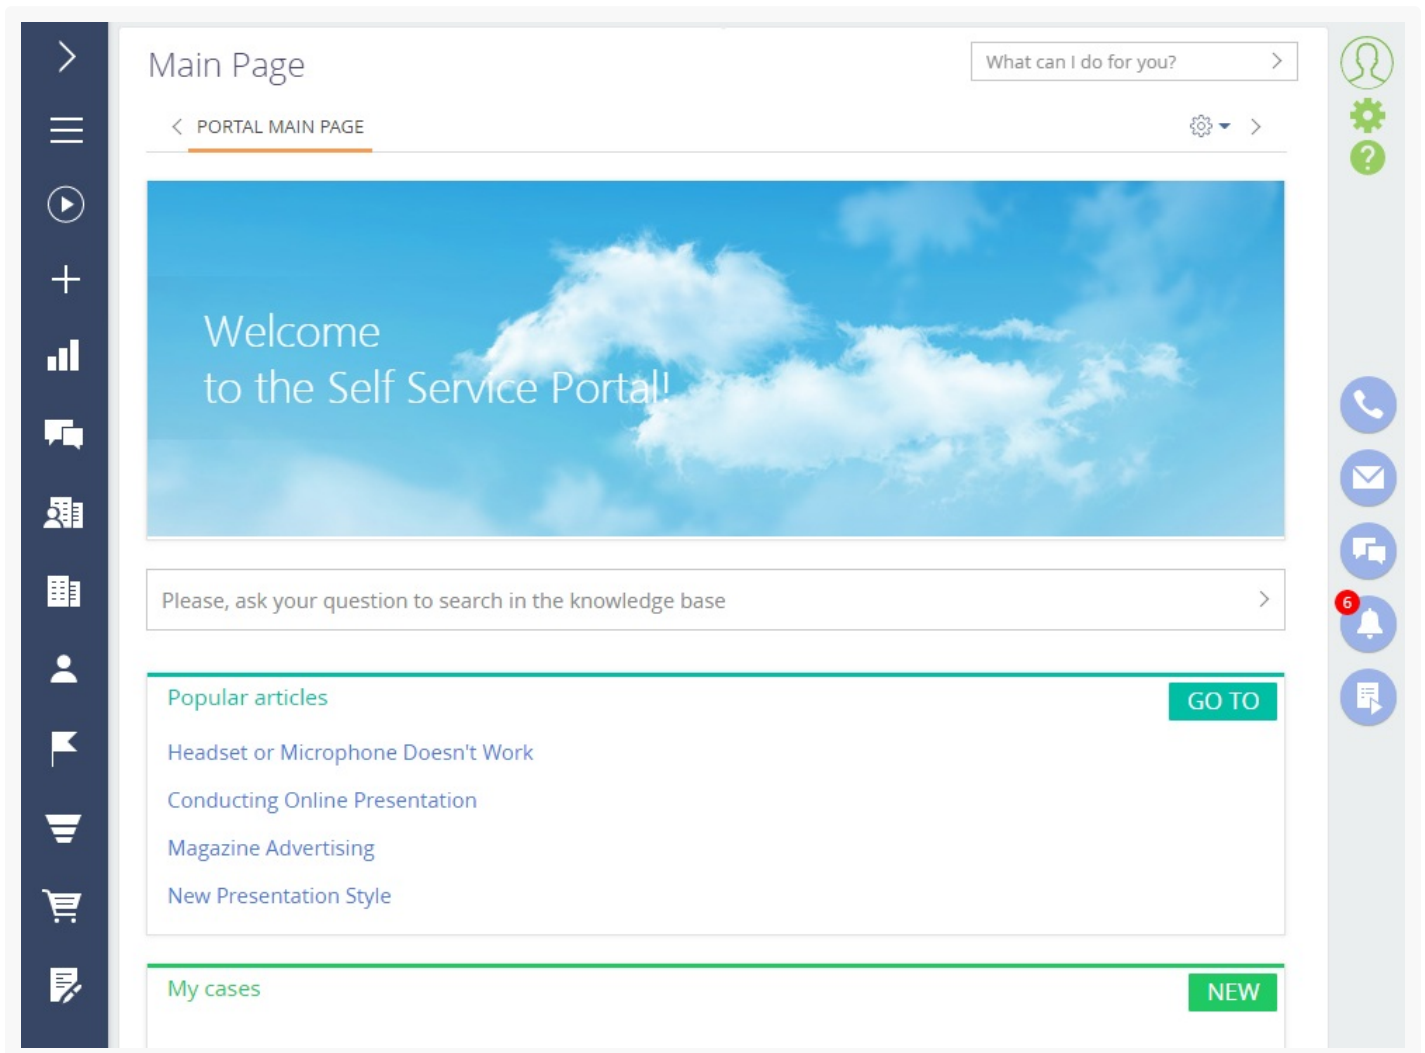 Main Page
What can I do for you?
PORTAL MAIN PAGE
Welcome
to the Self Service Portal!
Please, ask your question to search in the knowledge base
6
Popular articles
GO TO
Headset or Microphone Doesn't Work
Conducting Online Presentation
Magazine Advertising
New Presentation Style
My cases
NEW